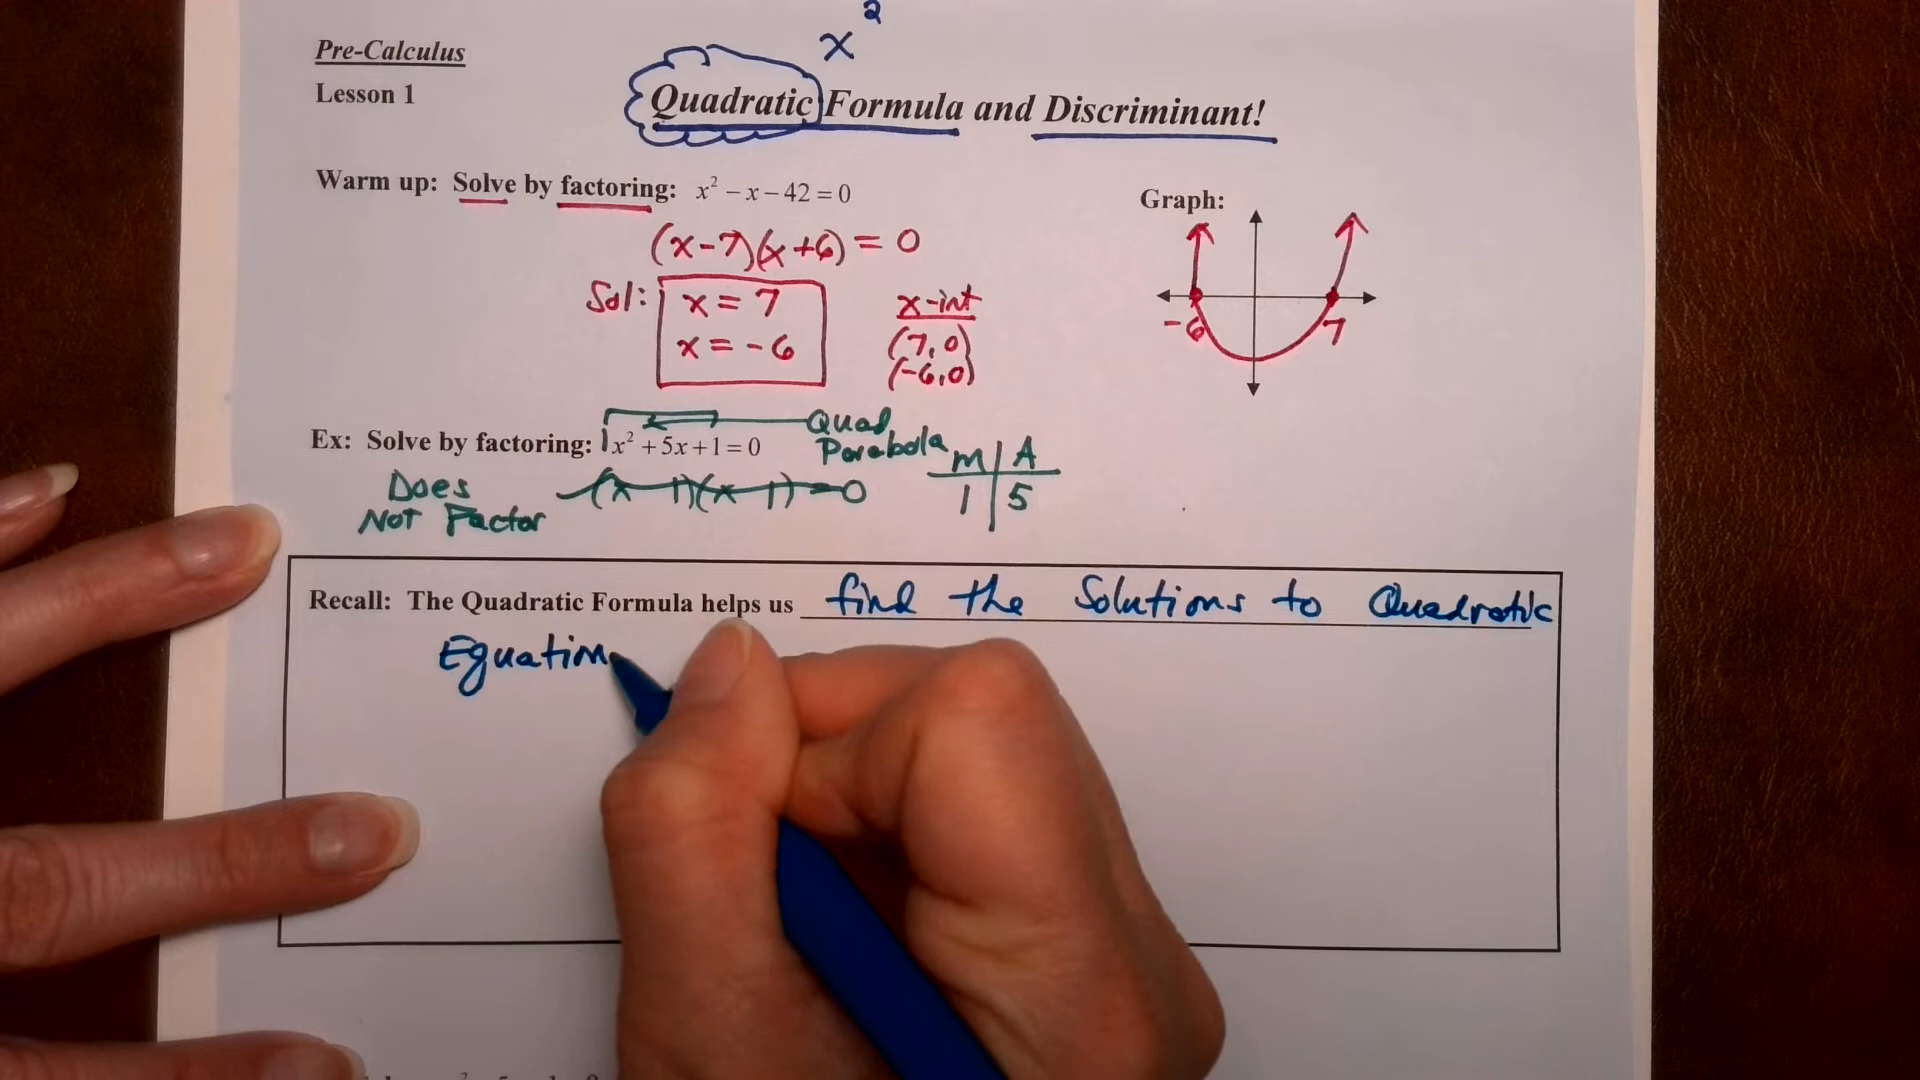 x²
Pre-Calculus
Lesson 1
Quadratic Formula and Discriminant!
Warm up: Solve by factoring: x² – x – 42 = 0
Graph:
(x-7)(x+6) = 0
Sol: x = 7
x = -6
x-int
(7,0)
(-6,0)
-6 7
Quad
Parabola
Ex: Solve by factoring: 1x² + 5x + 1 = 0
M | A
1 | 5
Does
Not Factor
(x 1)(x 1) = 0
Recall: The Quadratic Formula helps us find the Solutions to Quadratic
Equation